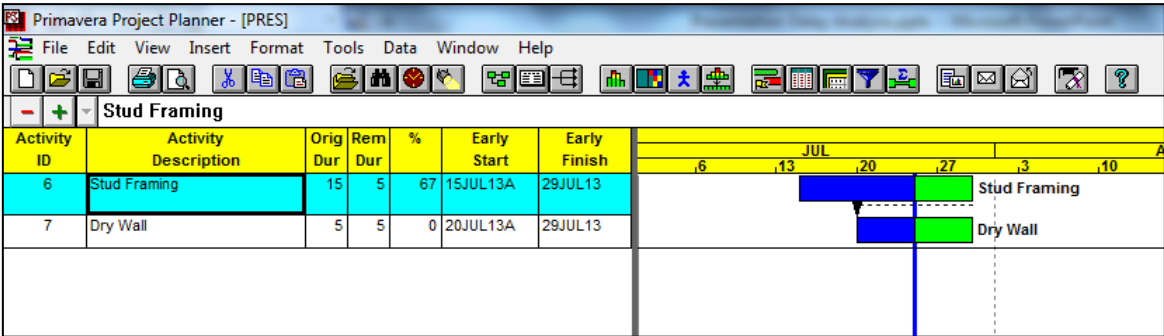 Primavera Project Planner - [PRES]
File Edit View Insert Format Tools Data Window Help
Stud Framing
Activity ID Activity Description Orig Dur Rem Dur % Early Start Early Finish
JUL A
6 13 20 27 3 10
6 Stud Framing 15 5 67 15JUL13A 29JUL13 Stud Framing
7 Dry Wall 5 5 0 20JUL13A 29JUL13 Dry Wall